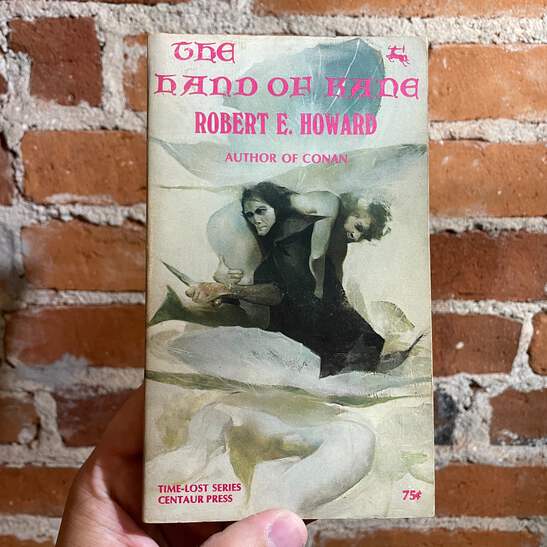 THE
HAND OF KANE
ROBERT E. HOWARD
AUTHOR OF CONAN
TIME-LOST SERIES
CENTAUR PRESS
75¢